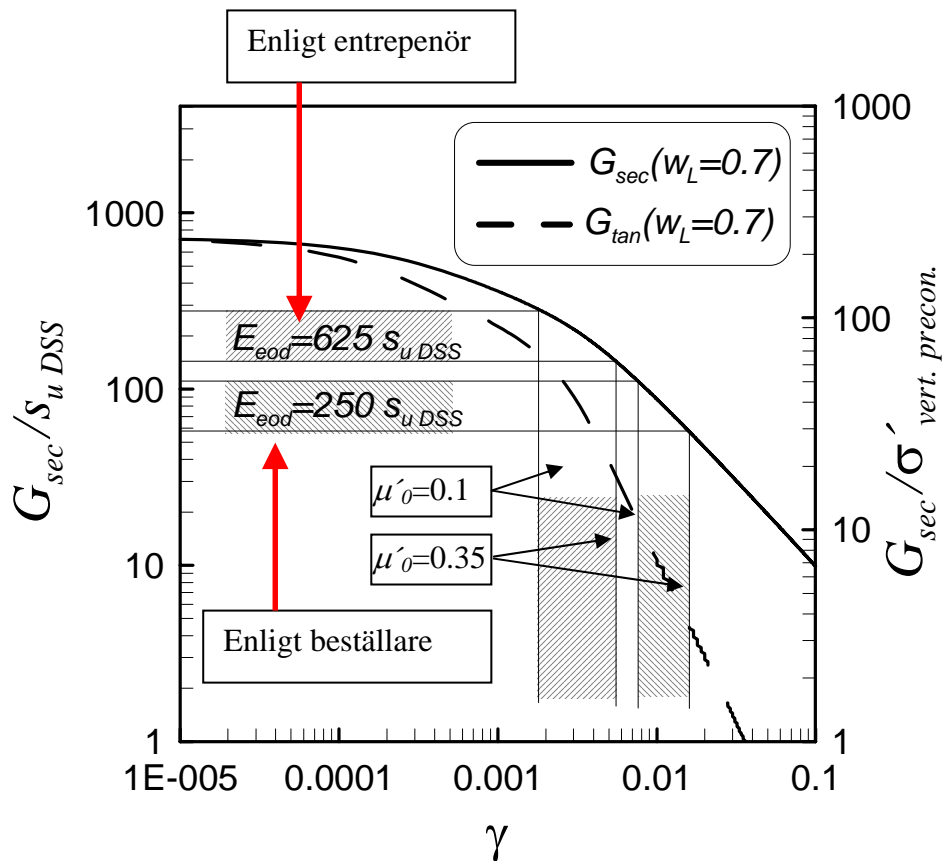 Enligt entrepenör
G_sec(w_L=0.7)
G_tan(w_L=0.7)
1000
100
10
1
G_sec/s_u DSS
1000
100
10
1
G_sec/σ´_vert. precon.
E_eod=625 s_u DSS
E_eod=250 s_u DSS
μ´_0=0.1
μ´_0=0.35
Enligt beställare
1E-005 0.0001 0.001 0.01 0.1
γ